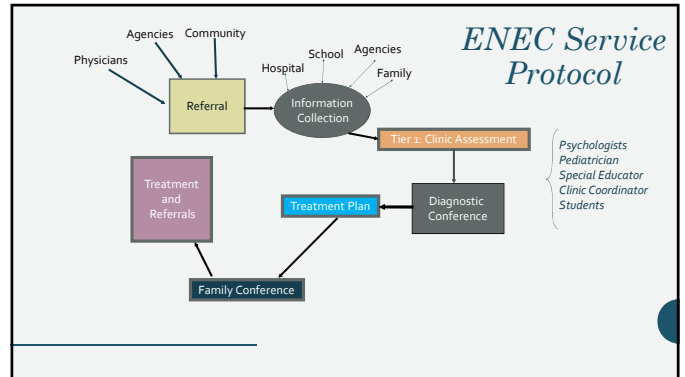 ENEC Service
Protocol
Physicians
Agencies
Community
Referral
Hospital
School
Agencies
Family
Information
Collection
Tier 1: Clinic Assessment
Psychologists
Pediatrician
Special Educator
Clinic Coordinator
Students
Diagnostic
Conference
Treatment Plan
Family Conference
Treatment
and
Referrals